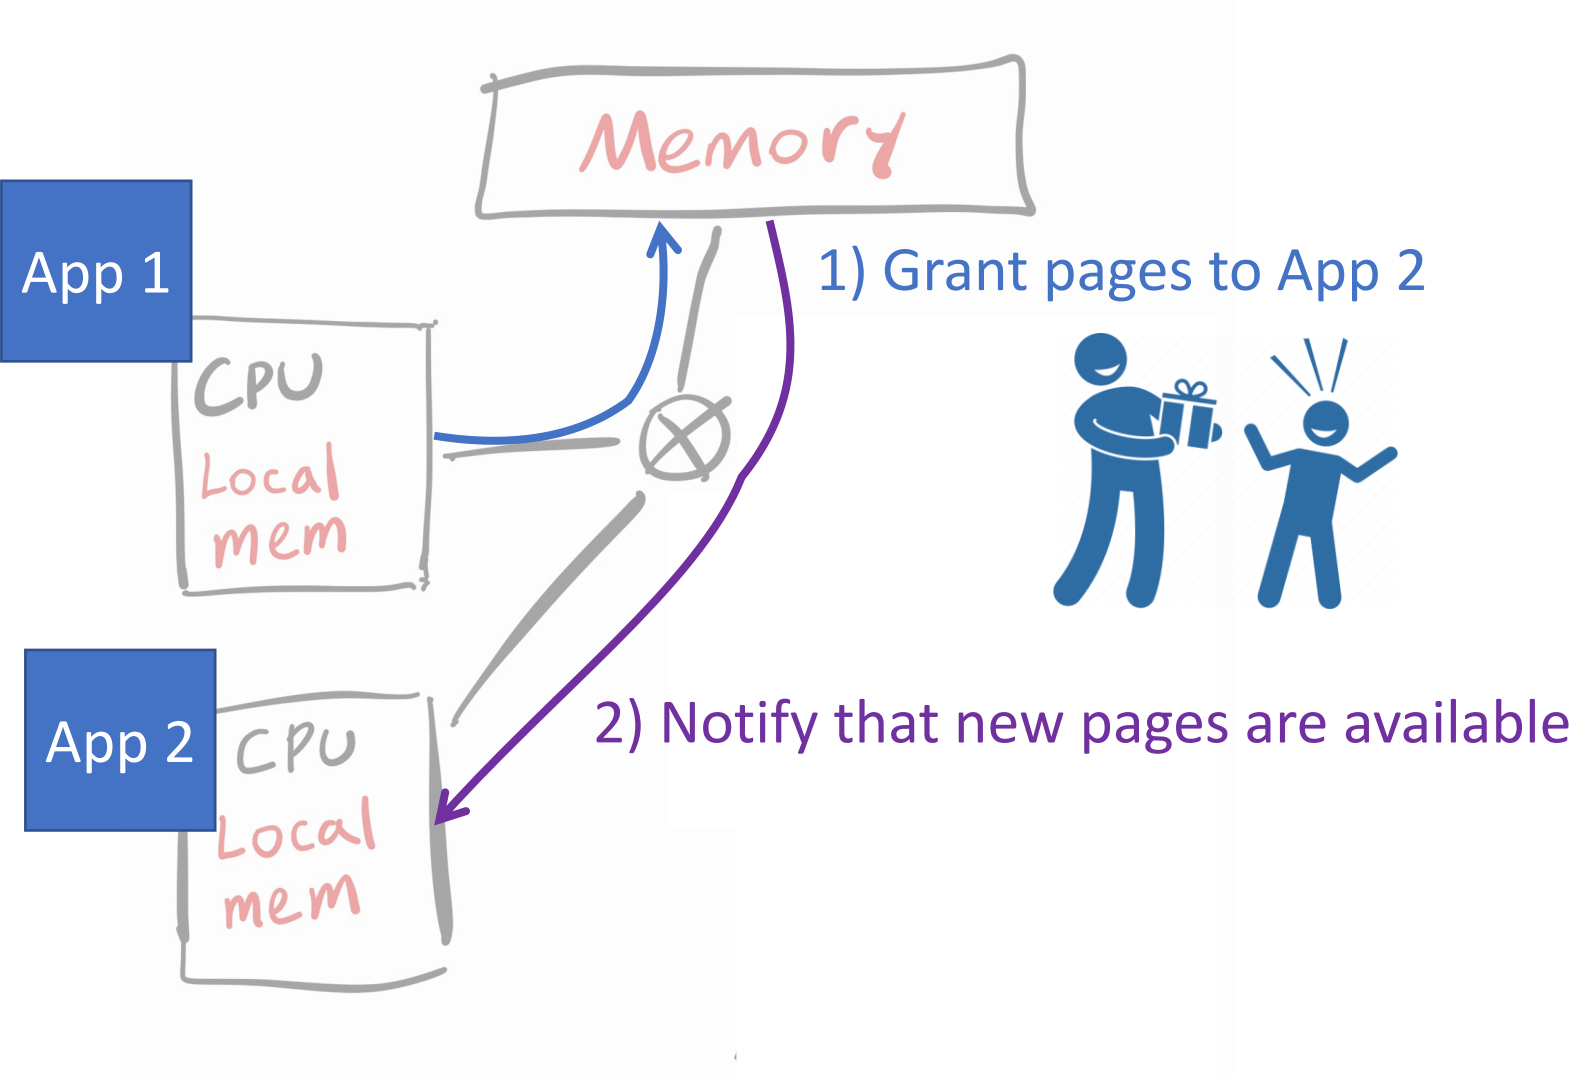 Memory
App 1
1) Grant pages to App 2
CPU
Local
mem
App 2
2) Notify that new pages are available
CPU
Local
mem